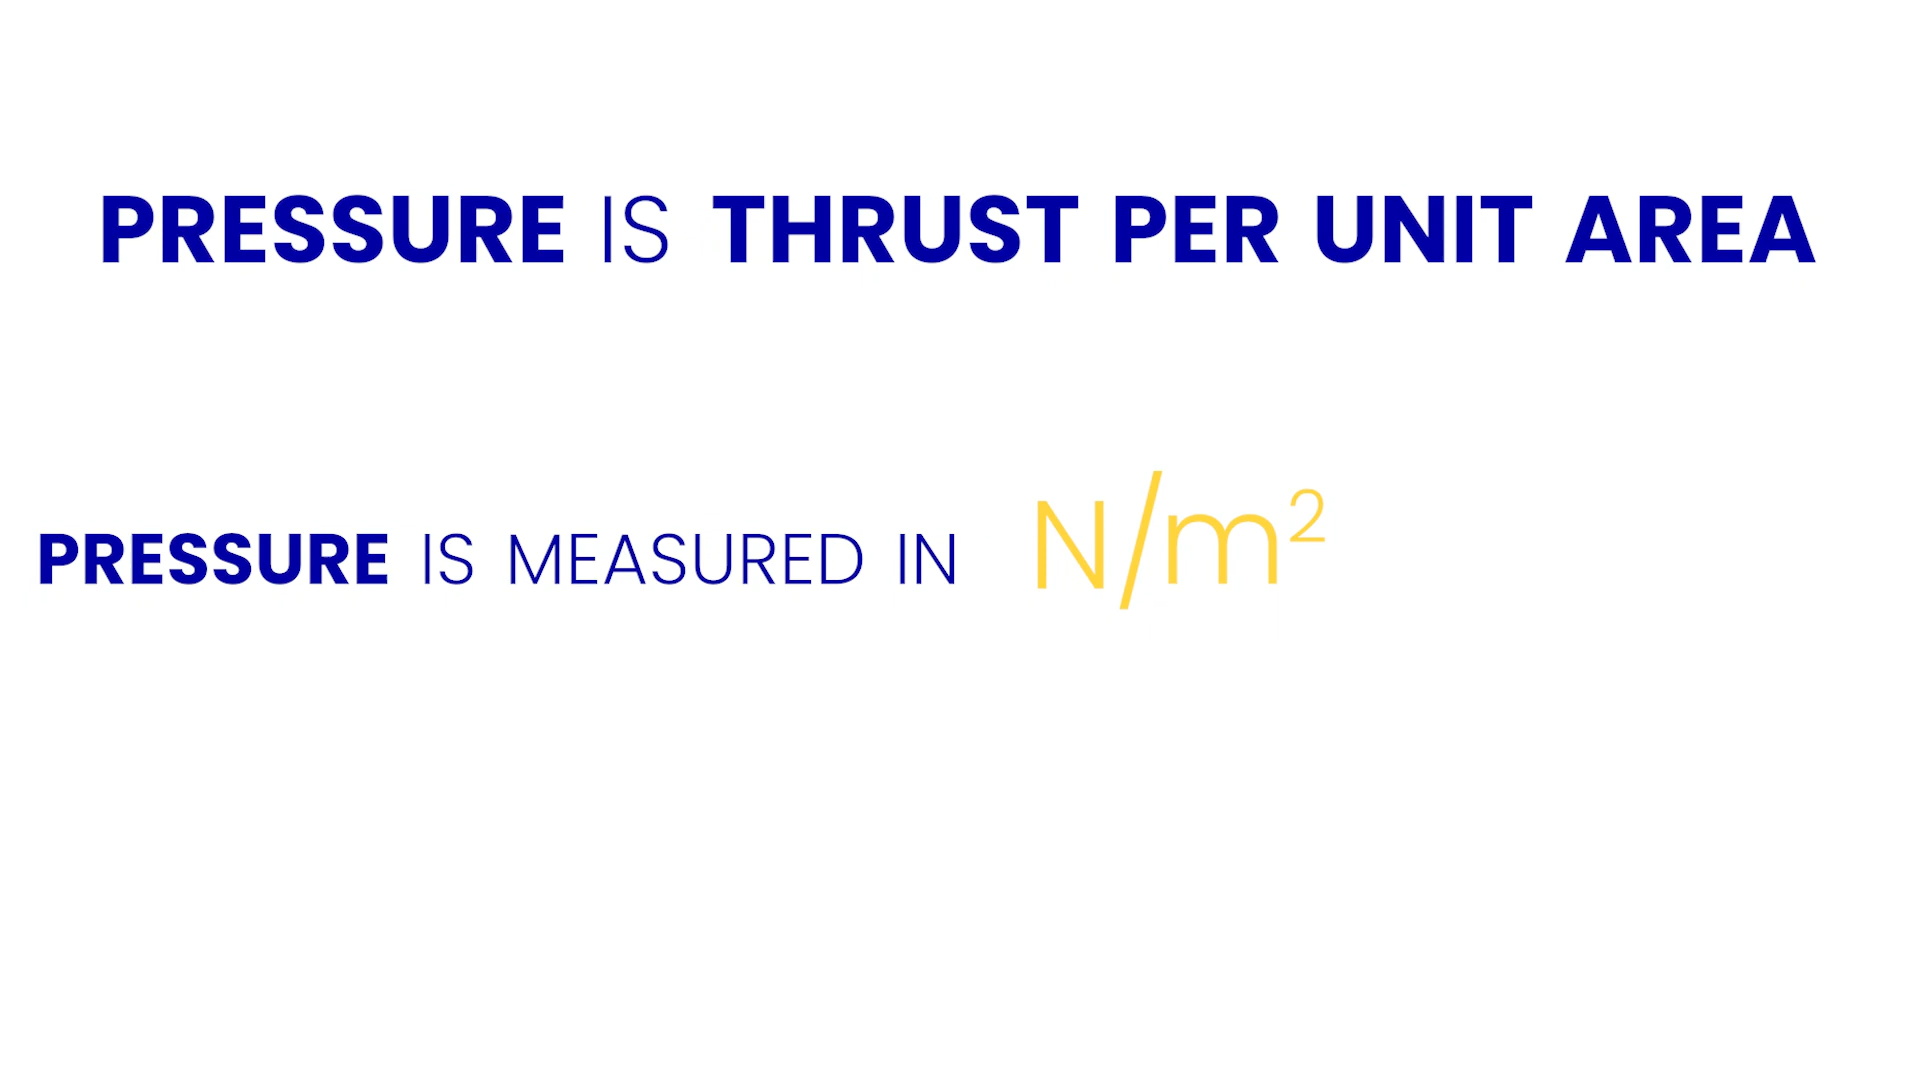 PRESSURE IS THRUST PER UNIT AREA
PRESSURE IS MEASURED IN N/m²